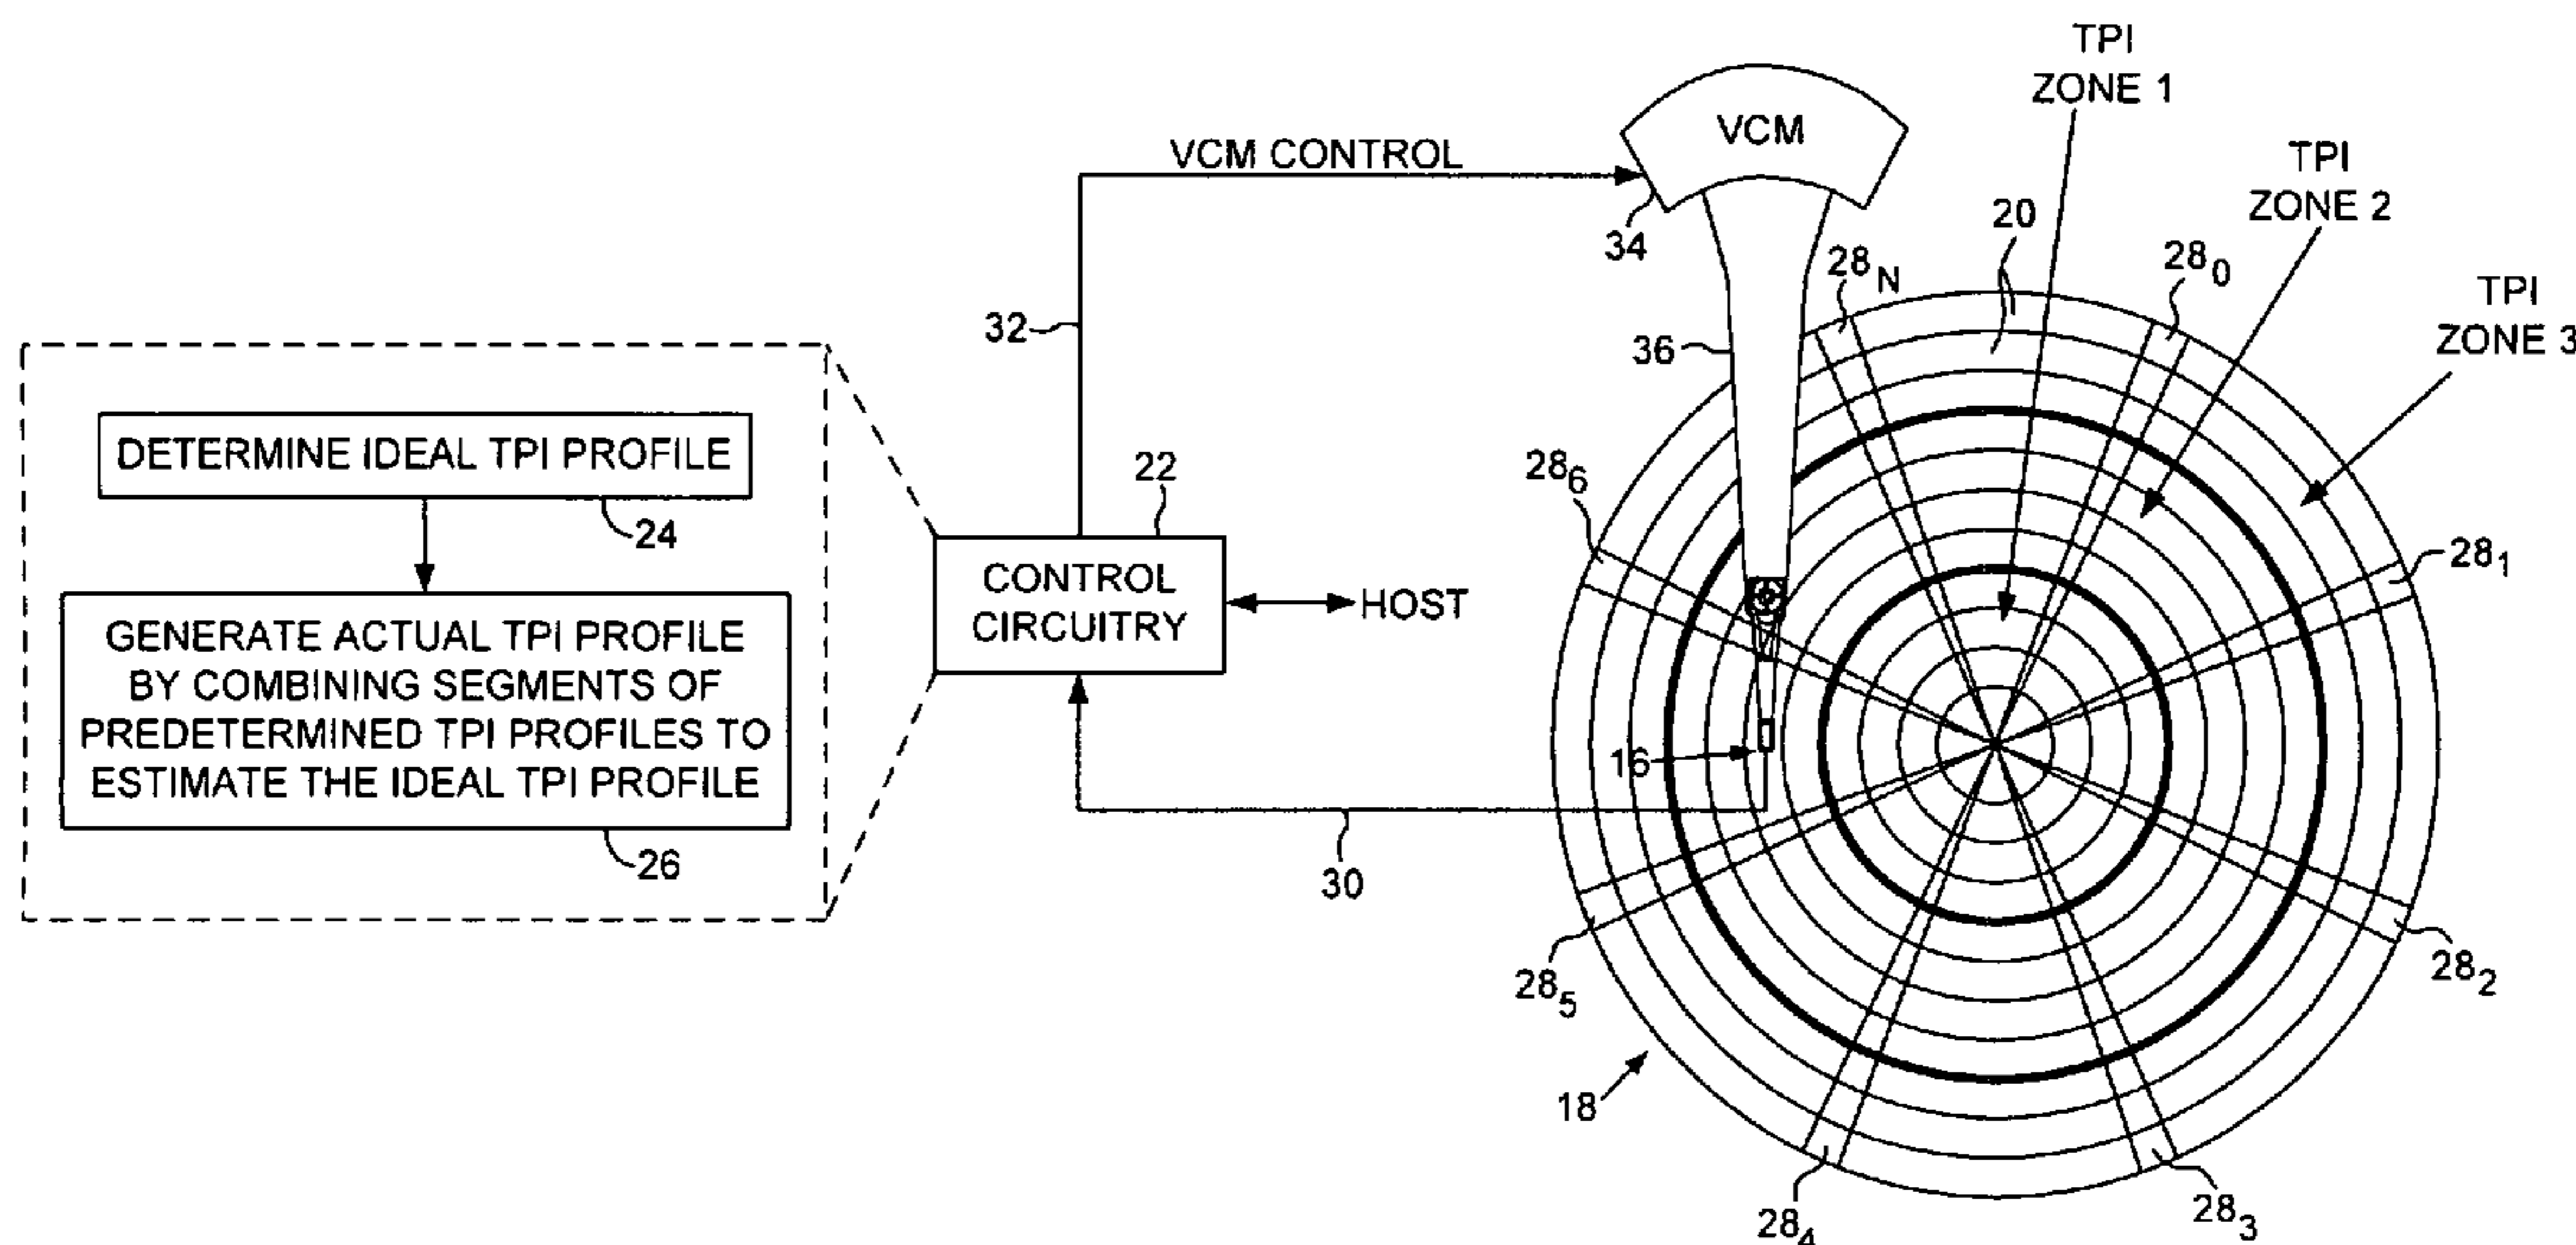 TPI
ZONE 1
VCM
VCM CONTROL
TPI
ZONE 2
34
20
28N
280
TPI
ZONE 3
32
36
DETERMINE IDEAL TPI PROFILE
22
286
24
281
CONTROL
CIRCUITRY
HOST
GENERATE ACTUAL TPI PROFILE
BY COMBINING SEGMENTS OF
PREDETERMINED TPI PROFILES TO
ESTIMATE THE IDEAL TPI PROFILE
16
26
30
285
282
18
284
283